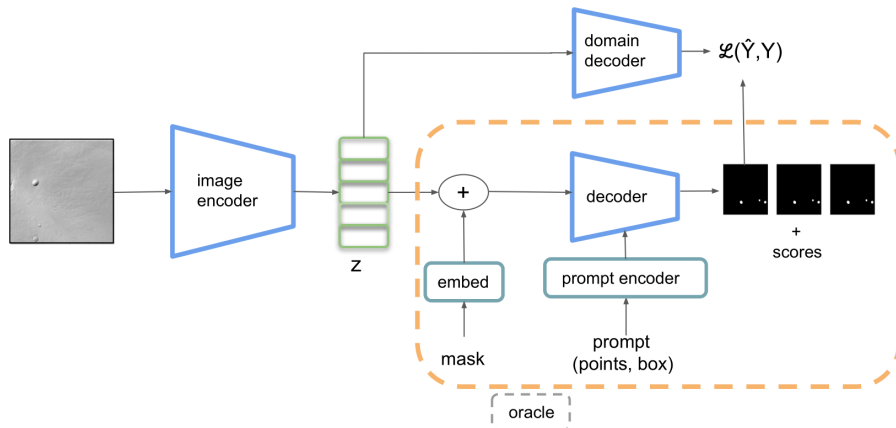 domain
decoder
ℒ(Ŷ,Y)
image
encoder
z
+
decoder
+
scores
embed
prompt encoder
mask
prompt
(points, box)
oracle